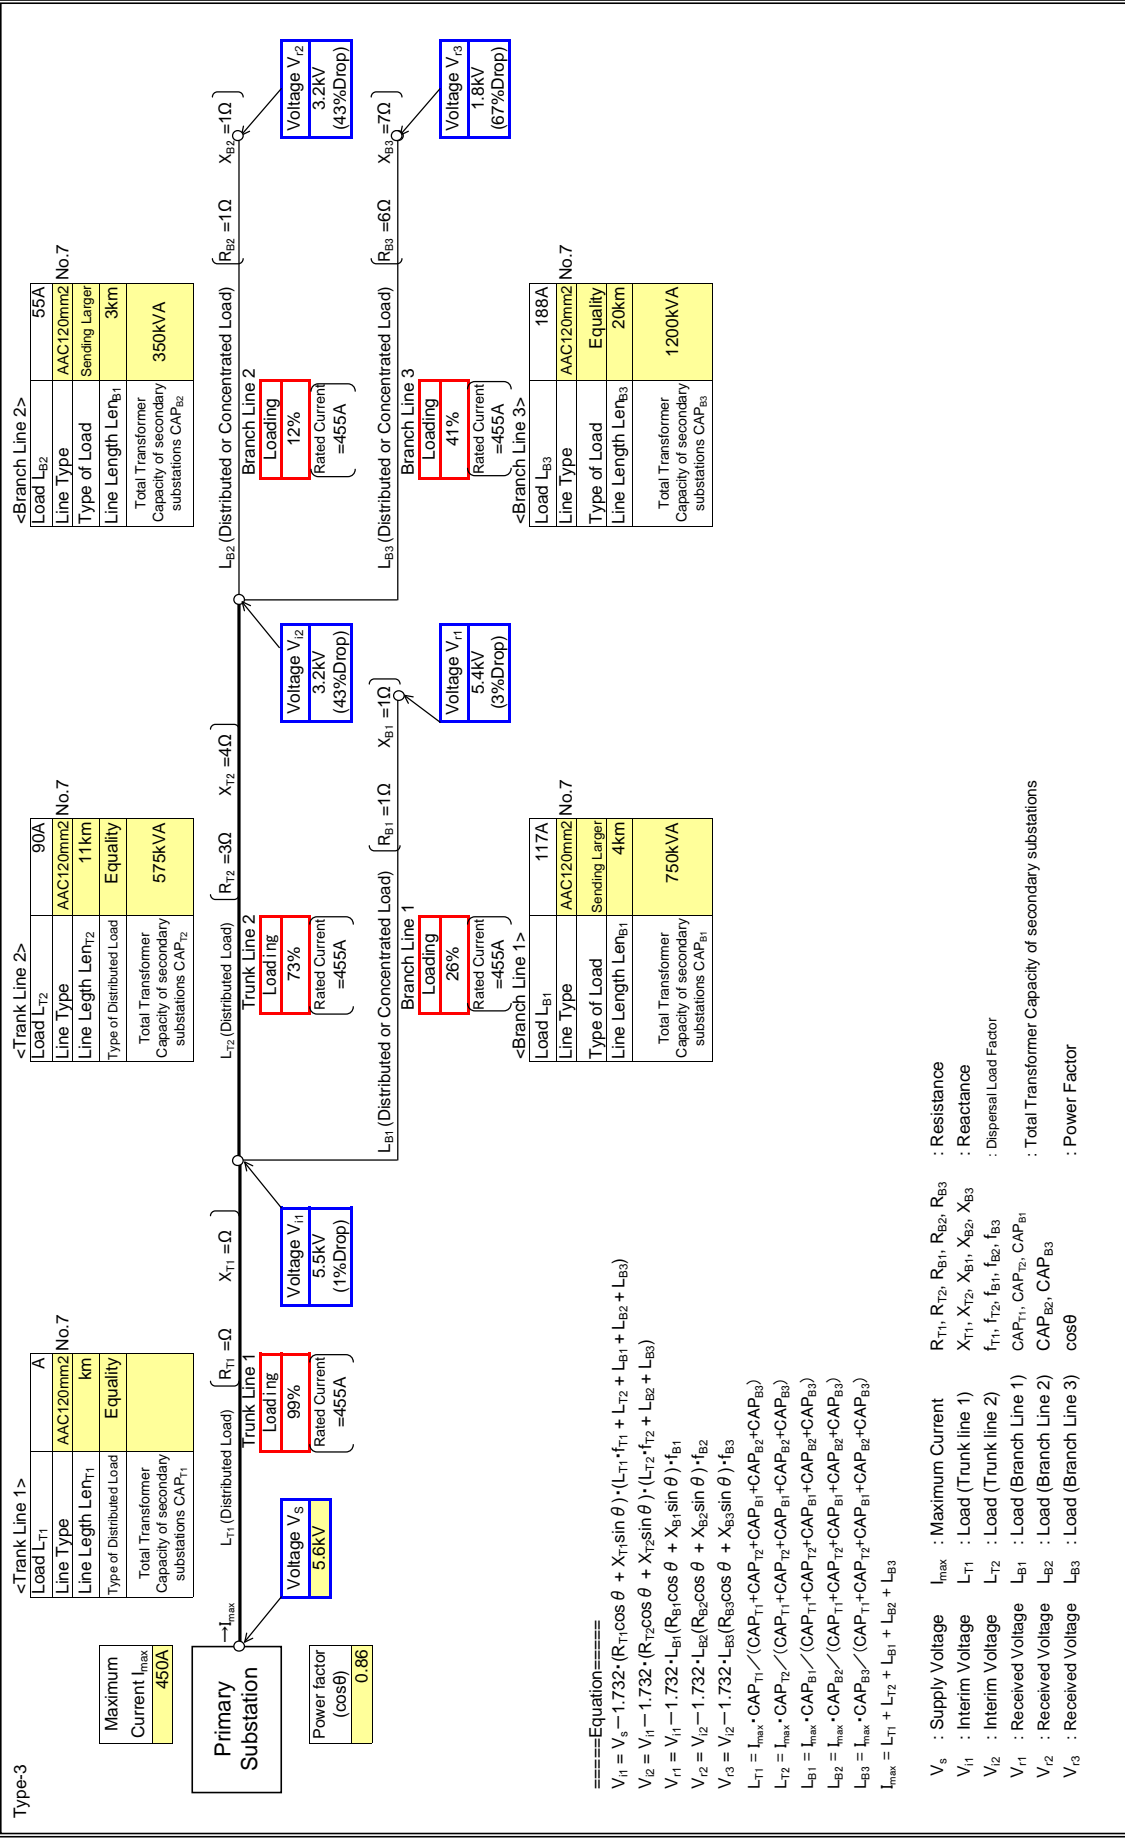 Type-3
Maximum
Current Imax
450A
Primary
Substation
Power factor
(cosθ)
0.86
→Imax
<Trank Line 1>
Load LT1 A
Line Type AAC120mm2 No.7
Line Legth LenT1 km
Type of Distributed Load Equality
Total Transformer
Capacity of secondary
substations CAPT1
LT1 (Distributed Load)
RT1 =Ω XT1 =Ω
Trunk Line 1
Loading
99%
Rated Current
=455A
Voltage VS
5.6kV
Voltage Vi1
5.5kV
(1%Drop)
<Trank Line 2>
Load LT2 90A
Line Type AAC120mm2 No.7
Line Legth LenT2 11km
Type of Distributed Load Equality
Total Transformer
Capacity of secondary
substations CAPT2
575kVA
LT2 (Distributed Load)
RT2 =3Ω XT2 =4Ω
Trunk Line 2
Loading
73%
Rated Current
=455A
Voltage Vi2
3.2kV
(43%Drop)
LB1 (Distributed or Concentrated Load)
RB1 =1Ω XB1 =1Ω
Branch Line 1
Loading
26%
Rated Current
=455A
Voltage Vr1
5.4kV
(3%Drop)
<Branch Line 1>
Load LB1 117A
Line Type AAC120mm2 No.7
Type of Load Sending Larger
Line Length LenB1 4km
Total Transformer
Capacity of secondary
substations CAPB1
750kVA
<Branch Line 2>
Load LB2 55A
Line Type AAC120mm2 No.7
Type of Load Sending Larger
Line Length LenB1 3km
Total Transformer
Capacity of secondary
substations CAPB2
350kVA
LB2 (Distributed or Concentrated Load)
RB2 =1Ω XB2 =1Ω
Branch Line 2
Loading
12%
Rated Current
=455A
Voltage Vr2
3.2kV
(43%Drop)
LB3 (Distributed or Concentrated Load)
RB3 =6Ω XB3 =7Ω
Branch Line 3
Loading
41%
Rated Current
=455A
Voltage Vr3
1.8kV
(67%Drop)
<Branch Line 3>
Load LB3 188A
Line Type AAC120mm2 No.7
Type of Load Equality
Line Length LenB3 20km
Total Transformer
Capacity of secondary
substations CAPB3
1200kVA
=====Equation=====
Vi1 = Vs－1.732・(RT1cos θ + XT1sin θ)・(LT1・fT1 + LT2 + LB1 + LB2 + LB3)
Vi2 = Vi1－1.732・(RT2cos θ + XT2sin θ)・(LT2・fT2 + LB2 + LB3)
Vr1 = Vi1－1.732・LB1(RB1cos θ + XB1sin θ)・fB1
Vr2 = Vi2－1.732・LB2(RB2cos θ + XB2sin θ)・fB2
Vr3 = Vi2－1.732・LB3(RB3cos θ + XB3sin θ)・fB3
LT1 = Imax・CAPT1／(CAPT1+CAPT2+CAPB1+CAPB2+CAPB3)
LT2 = Imax・CAPT2／(CAPT1+CAPT2+CAPB1+CAPB2+CAPB3)
LB1 = Imax・CAPB1／(CAPT1+CAPT2+CAPB1+CAPB2+CAPB3)
LB2 = Imax・CAPB2／(CAPT1+CAPT2+CAPB1+CAPB2+CAPB3)
LB3 = Imax・CAPB3／(CAPT1+CAPT2+CAPB1+CAPB2+CAPB3)
Imax = LT1 + LT2 + LB1 + LB2 + LB3
Vs : Supply Voltage Imax : Maximum Current RT1, RT2, RB1, RB2, RB3 : Resistance
Vi1 : Interim Voltage LT1 : Load (Trunk line 1) XT1, XT2, XB1, XB2, XB3 : Reactance
Vi2 : Interim Voltage LT2 : Load (Trunk line 2) fT1, fT2, fB1, fB2, fB3 : Dispersal Load Factor
Vr1 : Received Voltage LB1 : Load (Branch Line 1) CAPT1, CAPT2, CAPB1 : Total Transformer Capacity of secondary substations
Vr2 : Received Voltage LB2 : Load (Branch Line 2) CAPB2, CAPB3
Vr3 : Received Voltage LB3 : Load (Branch Line 3) cosθ : Power Factor